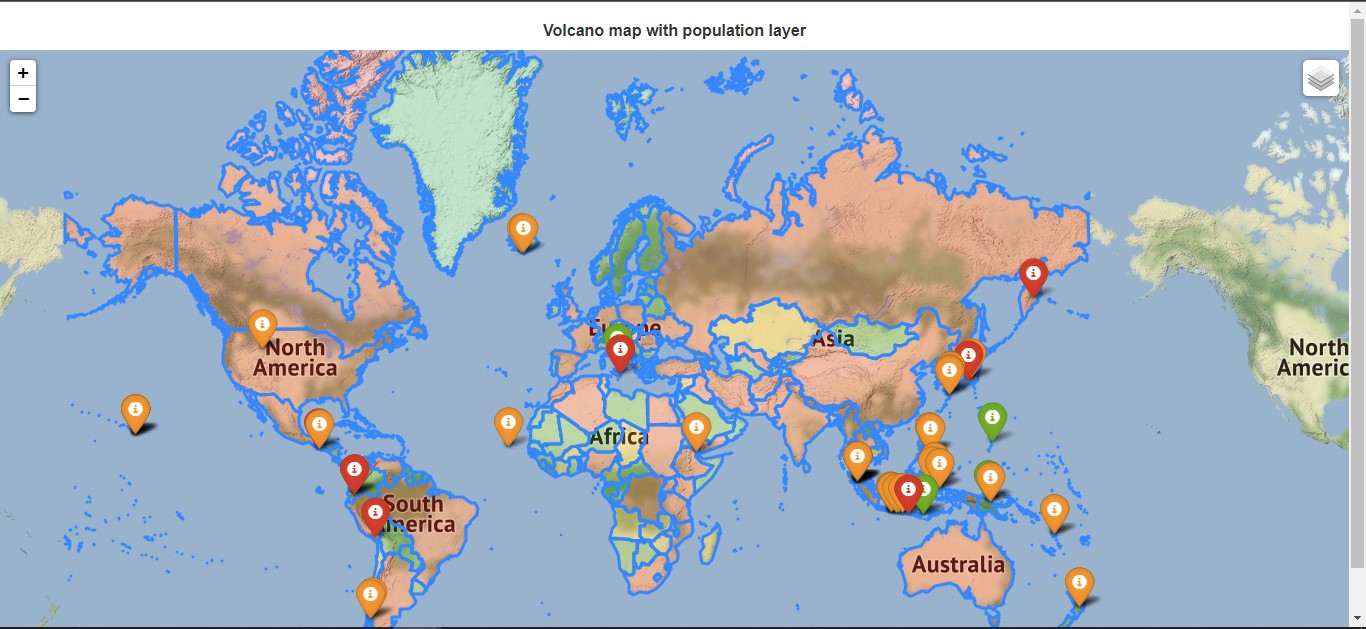 Volcano map with population layer
+
−
Europe
Asia
North
America
North
Americ
Africa
South
America
Australia